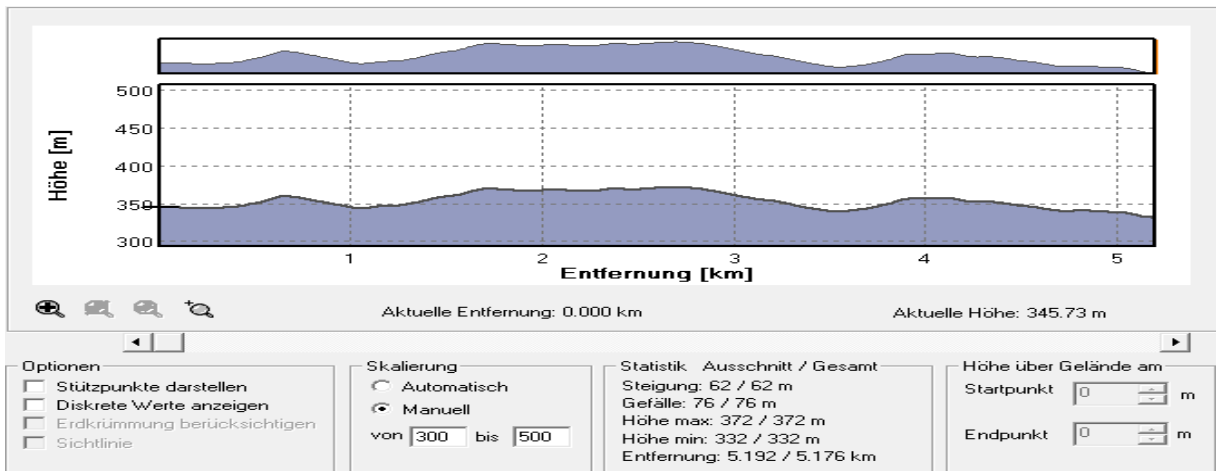 500
450
400
350
300
Höhe [m]
1 2 3 4 5
Entfernung [km]
Aktuelle Entfernung: 0.000 km Aktuelle Höhe: 345.73 m
Optionen
Stützpunkte darstellen
Diskrete Werte anzeigen
Erdkrümmung berücksichtigen
Sichtlinie
Skalierung
Automatisch
Manuell
von 300 bis 500
Statistik Ausschnitt / Gesamt
Steigung: 62 / 62 m
Gefälle: 76 / 76 m
Höhe max: 372 / 372 m
Höhe min: 332 / 332 m
Entfernung: 5.192 / 5.176 km
Höhe über Gelände am
Startpunkt 0 m
Endpunkt 0 m